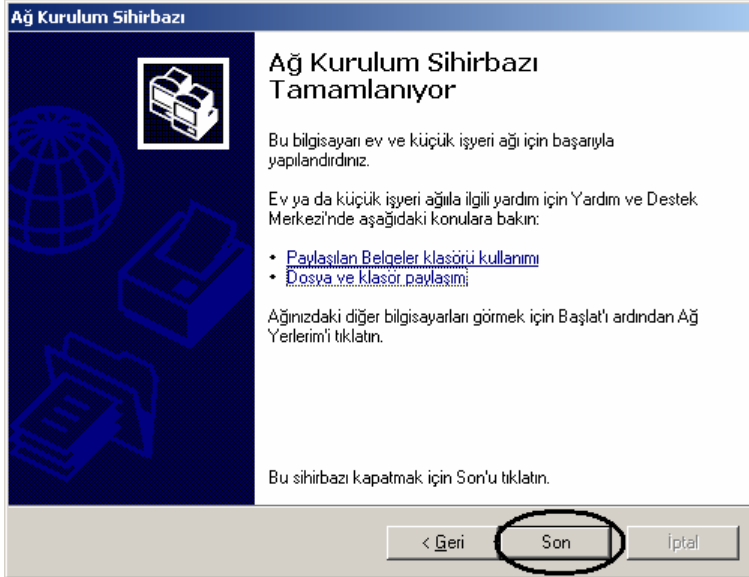 Ağ Kurulum Sihirbazı
Ağ Kurulum Sihirbazı
Tamamlanıyor
Bu bilgisayarı ev ve küçük işyeri ağı için başarıyla
yapılandırdınız.
Ev ya da küçük işyeri ağııla ilgili yardım için Yardım ve Destek
Merkezi'nde aşağıdaki konulara bakın:
• Paylaşılan Belgeler klasörü kullanımı
• Dosya ve klasör paylaşımı
Ağınızdaki diğer bilgisayarları görmek için Başlat'ı ardından Ağ
Yerlerim'i tıklatın.
Bu sihirbazı kapatmak için Son'u tıklatın.
< Geri
Son
İptal